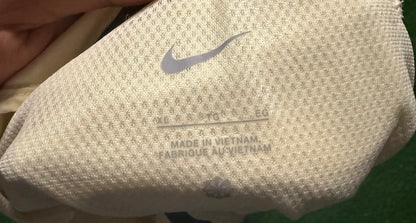 XL TG EG
MADE IN VIETNAM
FABRIQUE AU VIETNAM